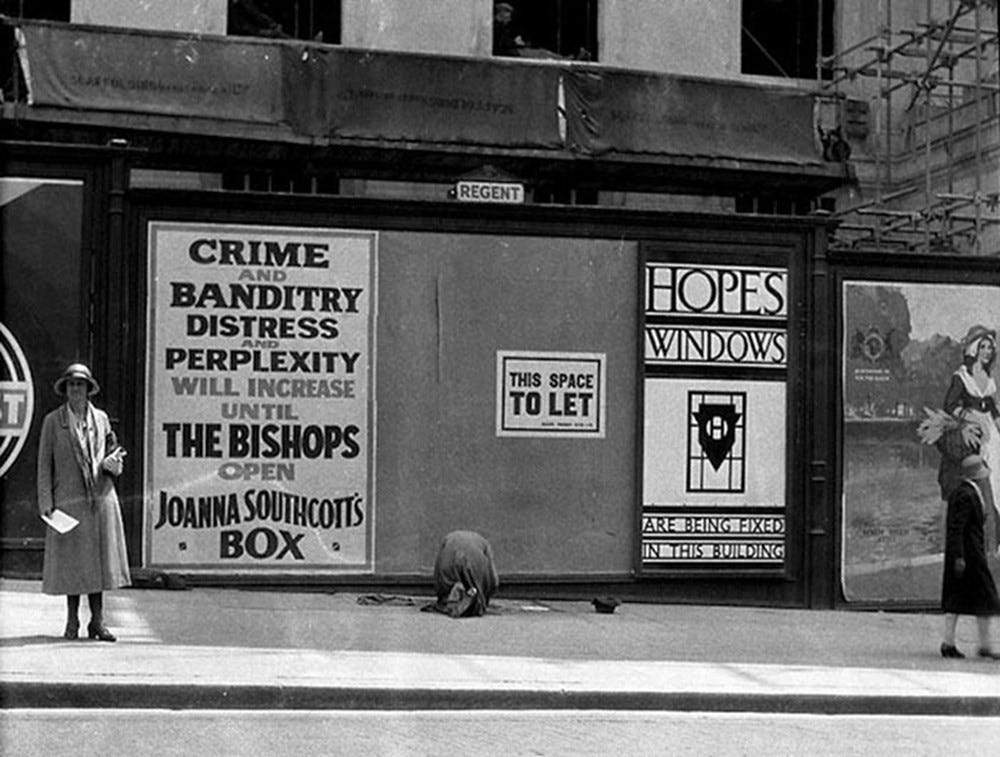 REGENT
CRIME
AND
BANDITRY
DISTRESS
AND
PERPLEXITY
WILL INCREASE
UNTIL
THE BISHOPS
OPEN
JOANNA SOUTHCOTT'S
BOX
THIS SPACE
TO LET
HOPES
WINDOWS
H
ARE BEING FIXED
IN THIS BUILDING